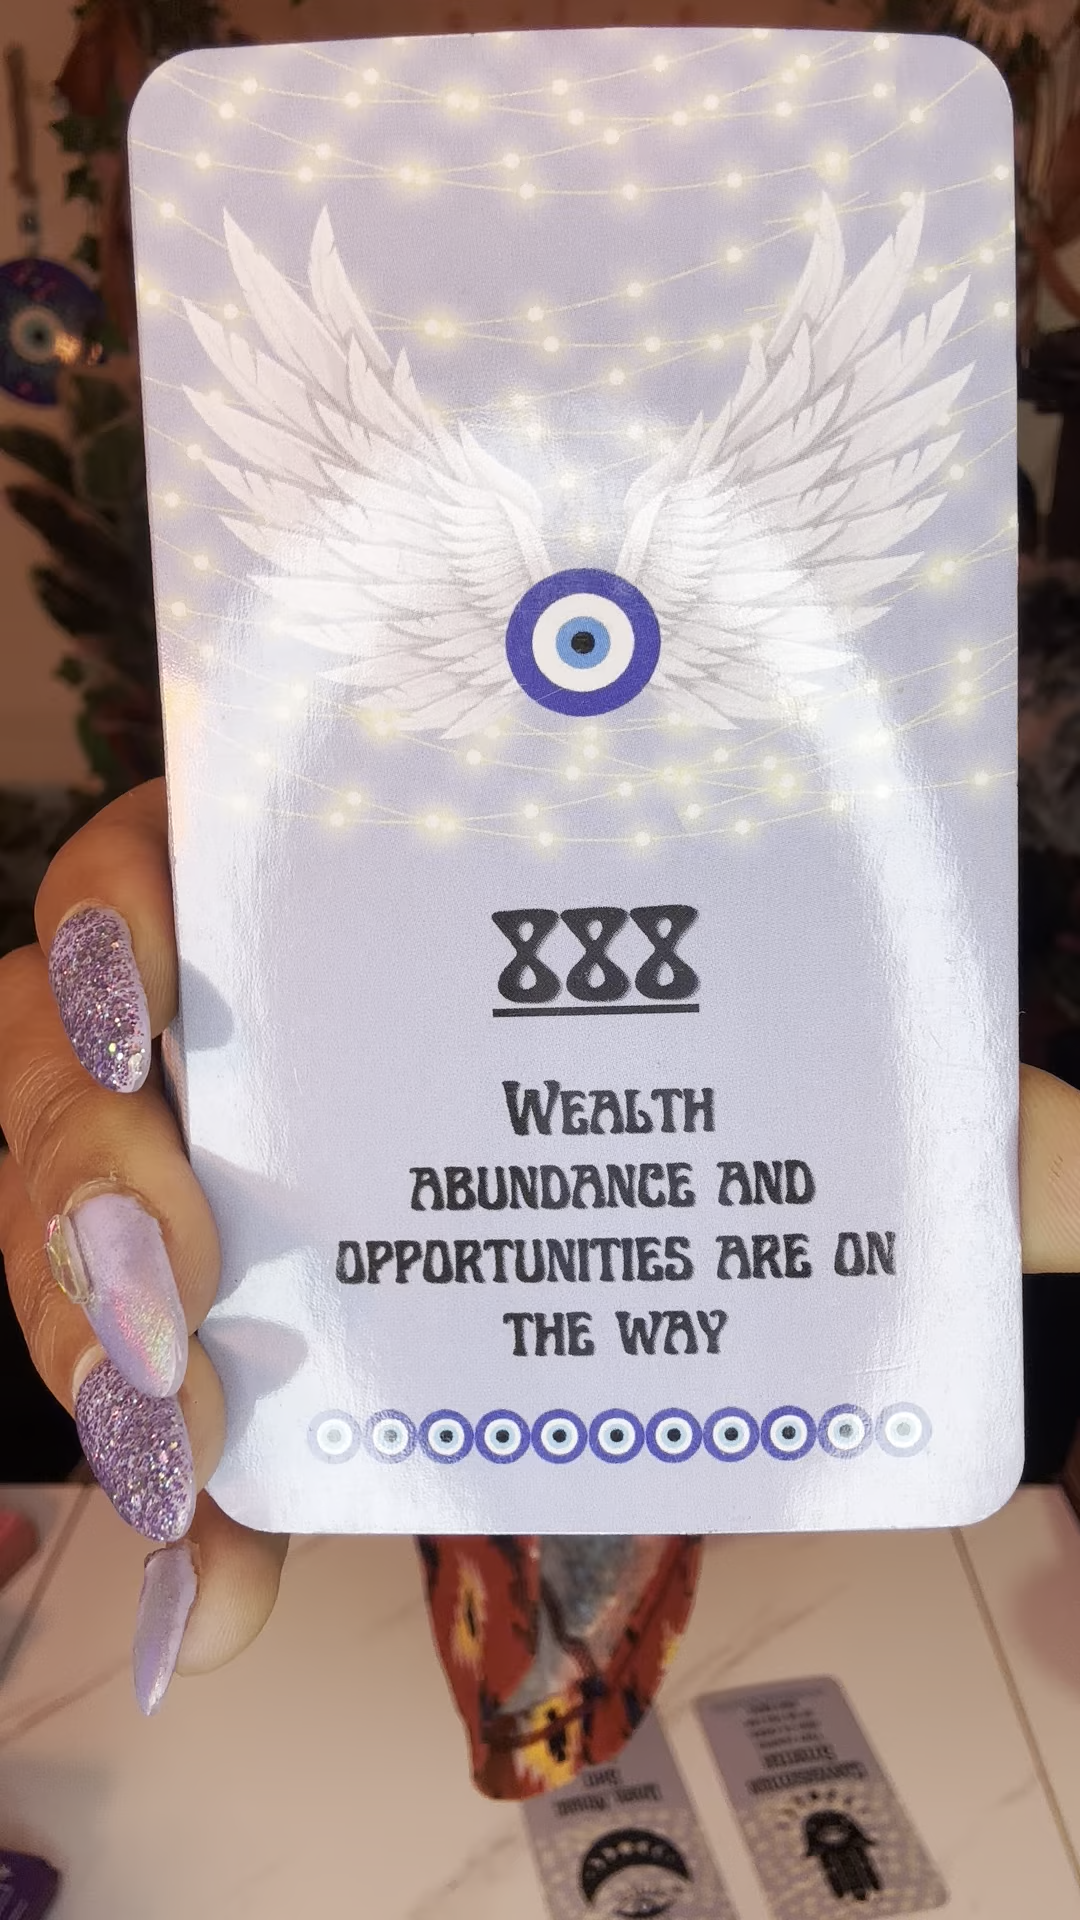 888
WEALTH
ABUNDANCE AND
OPPORTUNITIES ARE ON
THE WAY